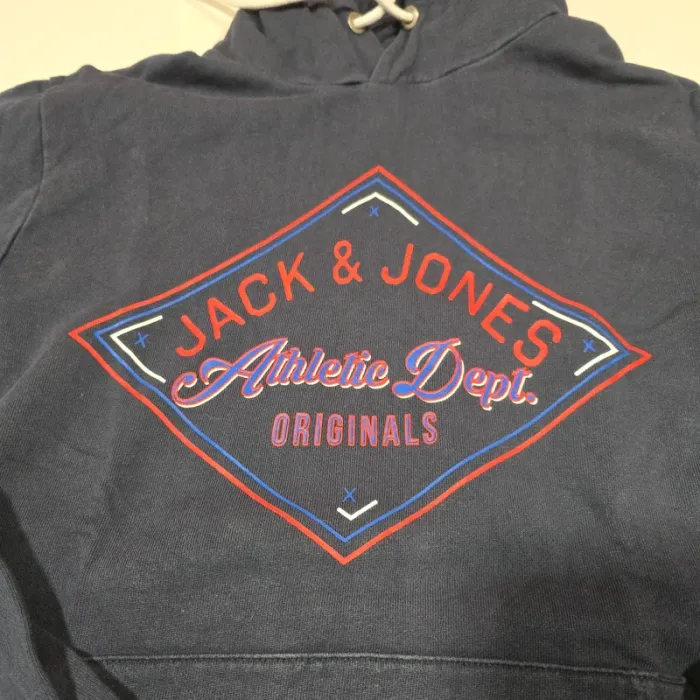 JACK & JONES
Athletic Dept.
ORIGINALS